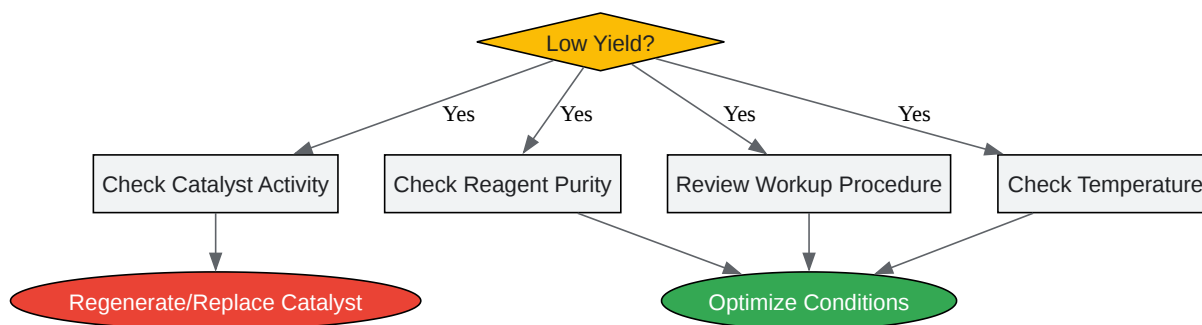 Low Yield?
Yes
Yes
Yes
Yes
Check Catalyst Activity
Check Reagent Purity
Review Workup Procedure
Check Temperature
Regenerate/Replace Catalyst
Optimize Conditions